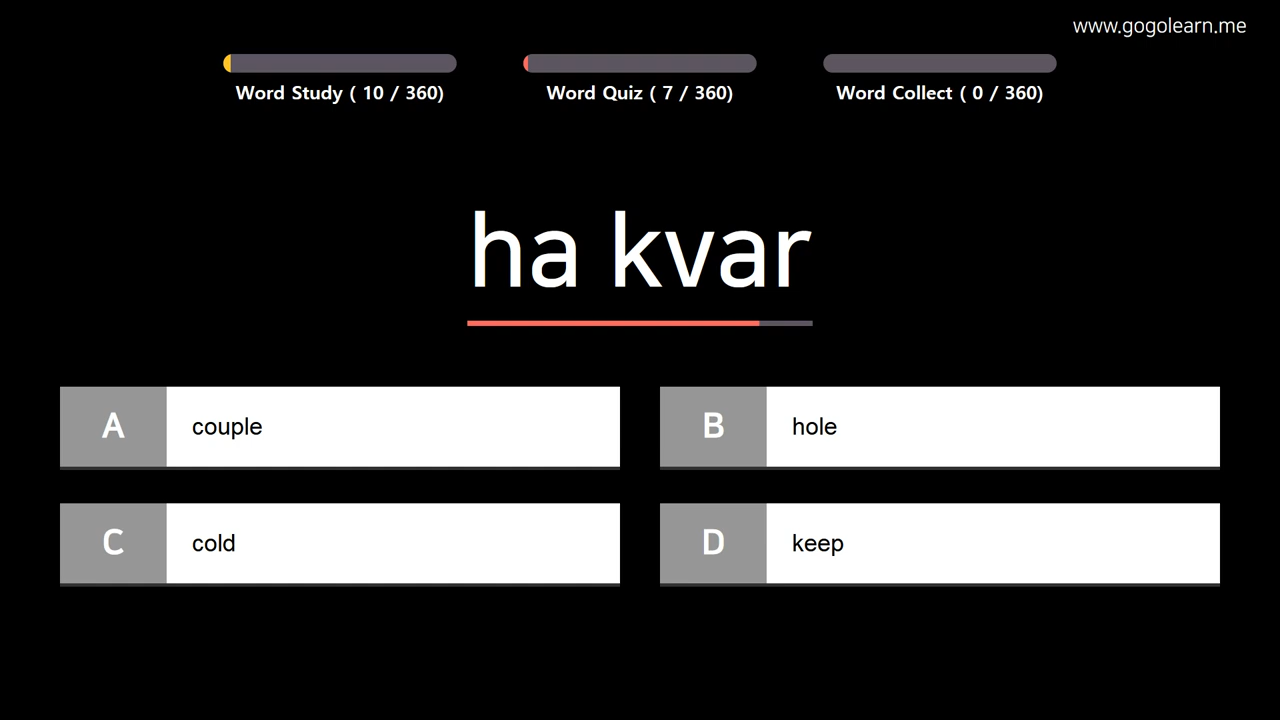 www.gogolearn.me
Word Study ( 10 / 360)
Word Quiz ( 7 / 360)
Word Collect ( 0 / 360)
ha kvar
A couple
B hole
C cold
D keep